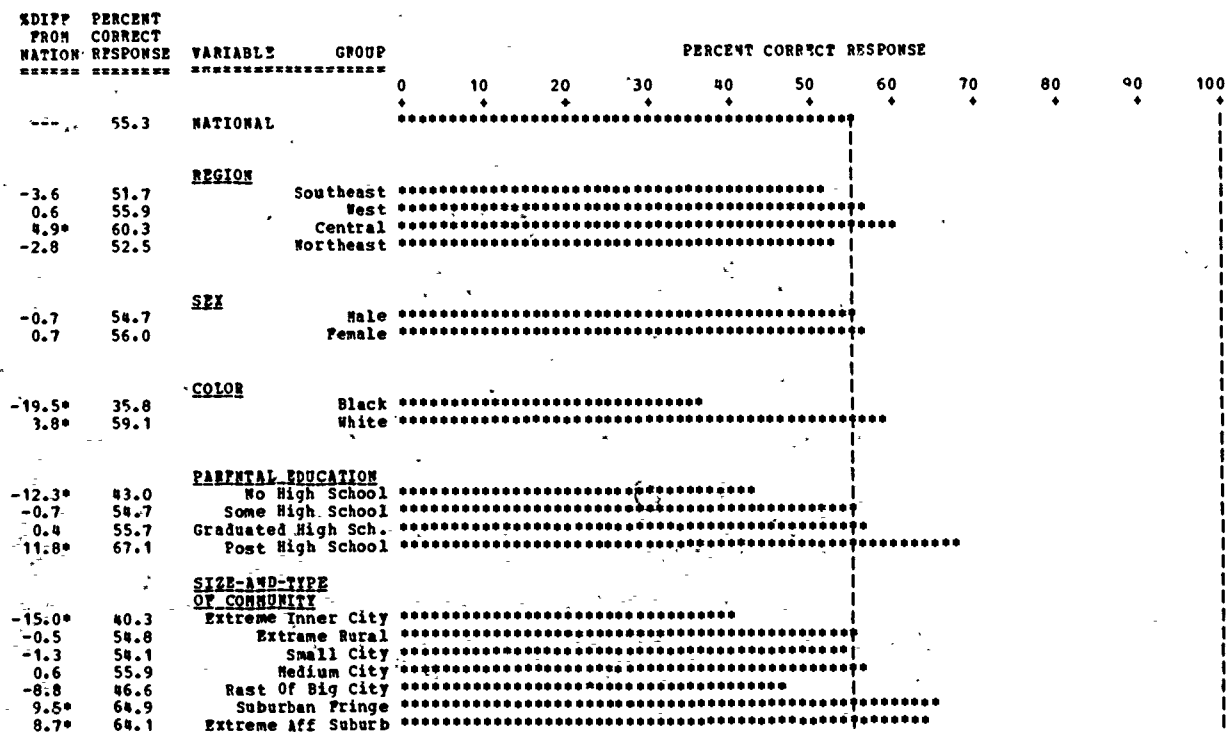 %DIFF PERCENT
FROM CORRECT
NATION RESPONSE VARIABLE GROUP PERCENT CORRECT RESPONSE
====== ======== =====================
0 10 20 30 40 50 60 70 80 90 100
--- 55.3 NATIONAL
REGION
-3.6 51.7 Southeast
0.6 55.9 West
4.9* 60.3 Central
-2.8 52.5 Northeast
SEX
-0.7 54.7 Male
0.7 56.0 Female
COLOR
-19.5* 35.8 Black
3.8* 59.1 White
PARENTAL EDUCATION
-12.3* 43.0 No High School
-0.7 54.7 Some High School
0.4 55.7 Graduated High Sch.
11.8* 67.1 Post High School
SIZE-AND-TYPE
OF COMMUNITY
-15.0* 40.3 Extreme Inner City
-0.5 54.8 Extrame Rural
-1.3 54.1 Small City
0.6 55.9 Medium City
-8.8 46.6 Rast Of Big City
9.5* 64.9 Suburban Fringe
8.7* 64.1 Extreme Aff Suburb